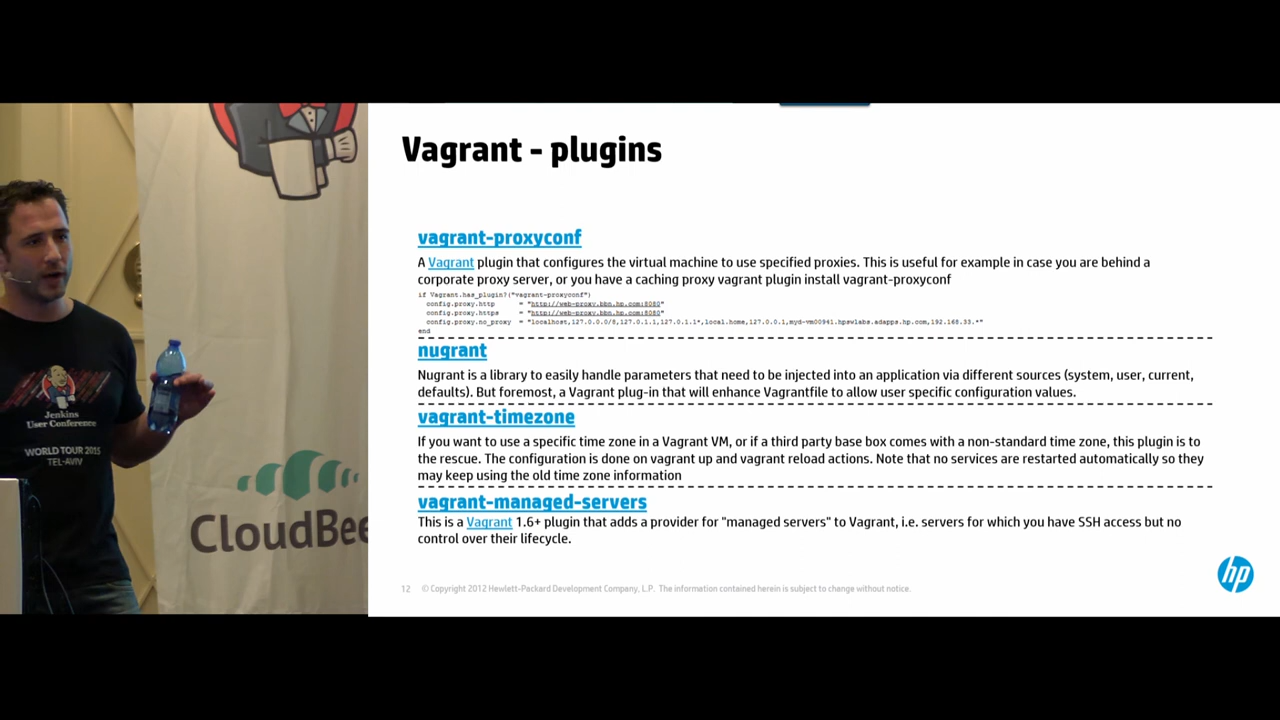 Vagrant - plugins
vagrant-proxyconf
A Vagrant plugin that configures the virtual machine to use specified proxies. This is useful for example in case you are behind a
corporate proxy server, or you have a caching proxy vagrant plugin install vagrant-proxyconf
if Vagrant.has_plugin?("vagrant-proxyconf")
config.proxy.http = "http://web-proxy.bbn.hp.com:8080"
config.proxy.https = "http://web-proxy.bbn.hp.com:8080"
config.proxy.no_proxy = "localhost,127.0.0.0/8,127.0.1.1,127.0.1.1*,local.home,127.0.0.1,myd-vm00941.hpswlabs.adapps.hp.com,192.168.33.*"
end
nugrant
Nugrant is a library to easily handle parameters that need to be injected into an application via different sources (system, user, current,
defaults). But foremost, a Vagrant plug-in that will enhance Vagrantfile to allow user specific configuration values.
vagrant-timezone
If you want to use a specific time zone in a Vagrant VM, or if a third party base box comes with a non-standard time zone, this plugin is to
the rescue. The configuration is done on vagrant up and vagrant reload actions. Note that no services are restarted automatically so they
may keep using the old time zone information
vagrant-managed-servers
This is a Vagrant 1.6+ plugin that adds a provider for "managed servers" to Vagrant, i.e. servers for which you have SSH access but no
control over their lifecycle.
12 © Copyright 2012 Hewlett-Packard Development Company, L.P. The information contained herein is subject to change without notice.
hp
Jenkins
User Conference
WORLD TOUR 2015
TEL-AVIV
CloudBee